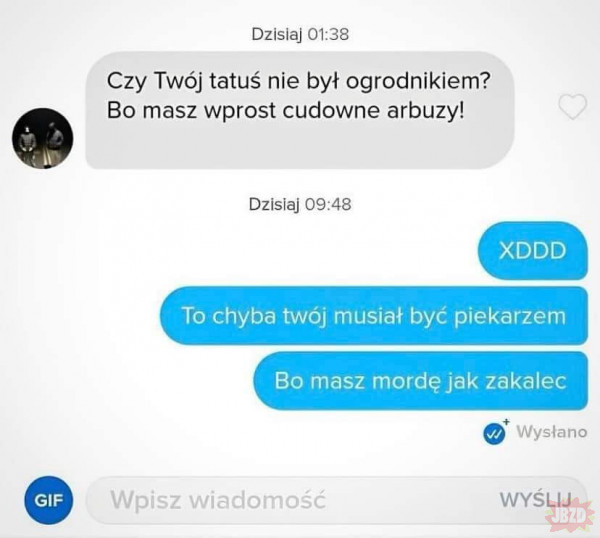 Dzisiaj 01:38
Czy Twój tatuś nie był ogrodnikiem?
Bo masz wprost cudowne arbuzy!
Dzisiaj 09:48
XDDD
To chyba twój musiał być piekarzem
Bo masz mordę jak zakalec
Wysłano
GIF Wpisz wiadomość WYŚLIJ
JBZD